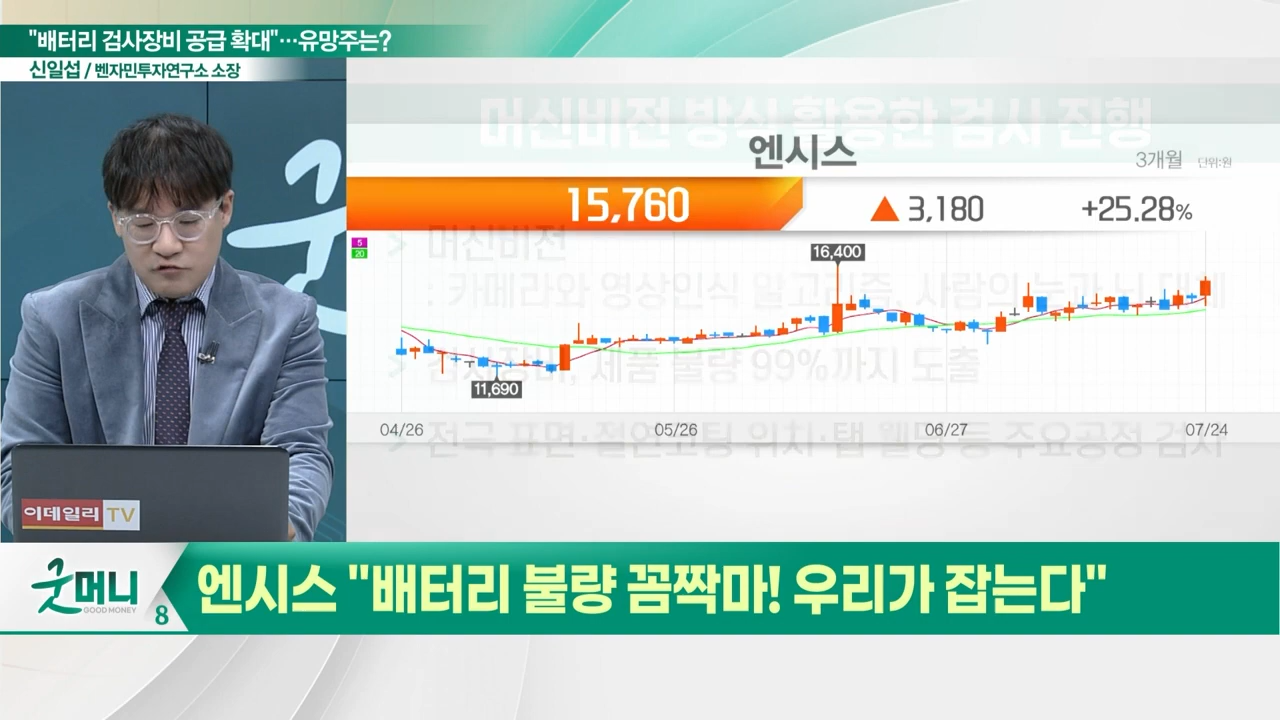 "배터리 검사장비 공급 확대"…유망주는?
신일섭 / 벤자민투자연구소 소장
굿
머신비전 방식 활용한 검사 진행
엔시스
3개월 단위:원
15,760 ▲ 3,180 +25.28%
> 머신비전
5
20
16,400
: 카메라와 영상인식 알고리즘, 사람의 눈과 뇌 대체
> 검사장비, 제품 불량 99%까지 도출
11,690
04/26 05/26 06/27 07/24
> 전극 표면·절연코팅 위치·탭 웰딩 등 주요공정 검사
이데일리 TV
굿머니
GOOD MONEY
8
엔시스 "배터리 불량 꼼짝마! 우리가 잡는다"